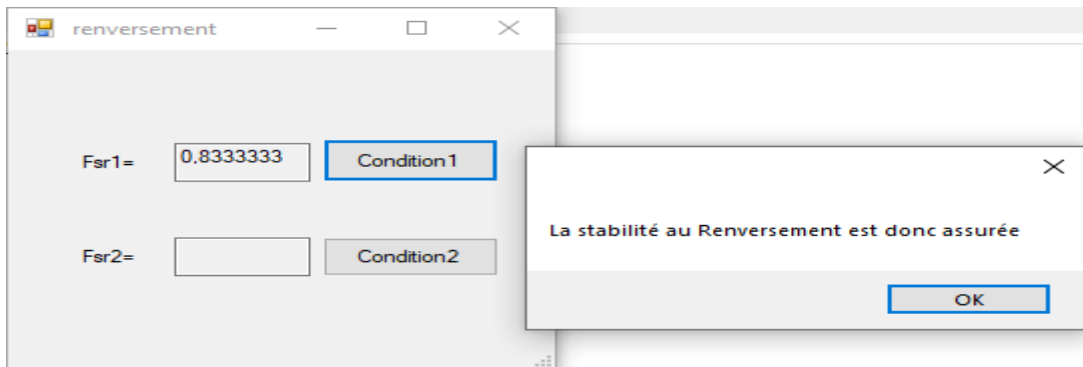 renversement
Fsr1= 0,8333333 Condition1
Fsr2= Condition2
La stabilité au Renversement est donc assurée
OK